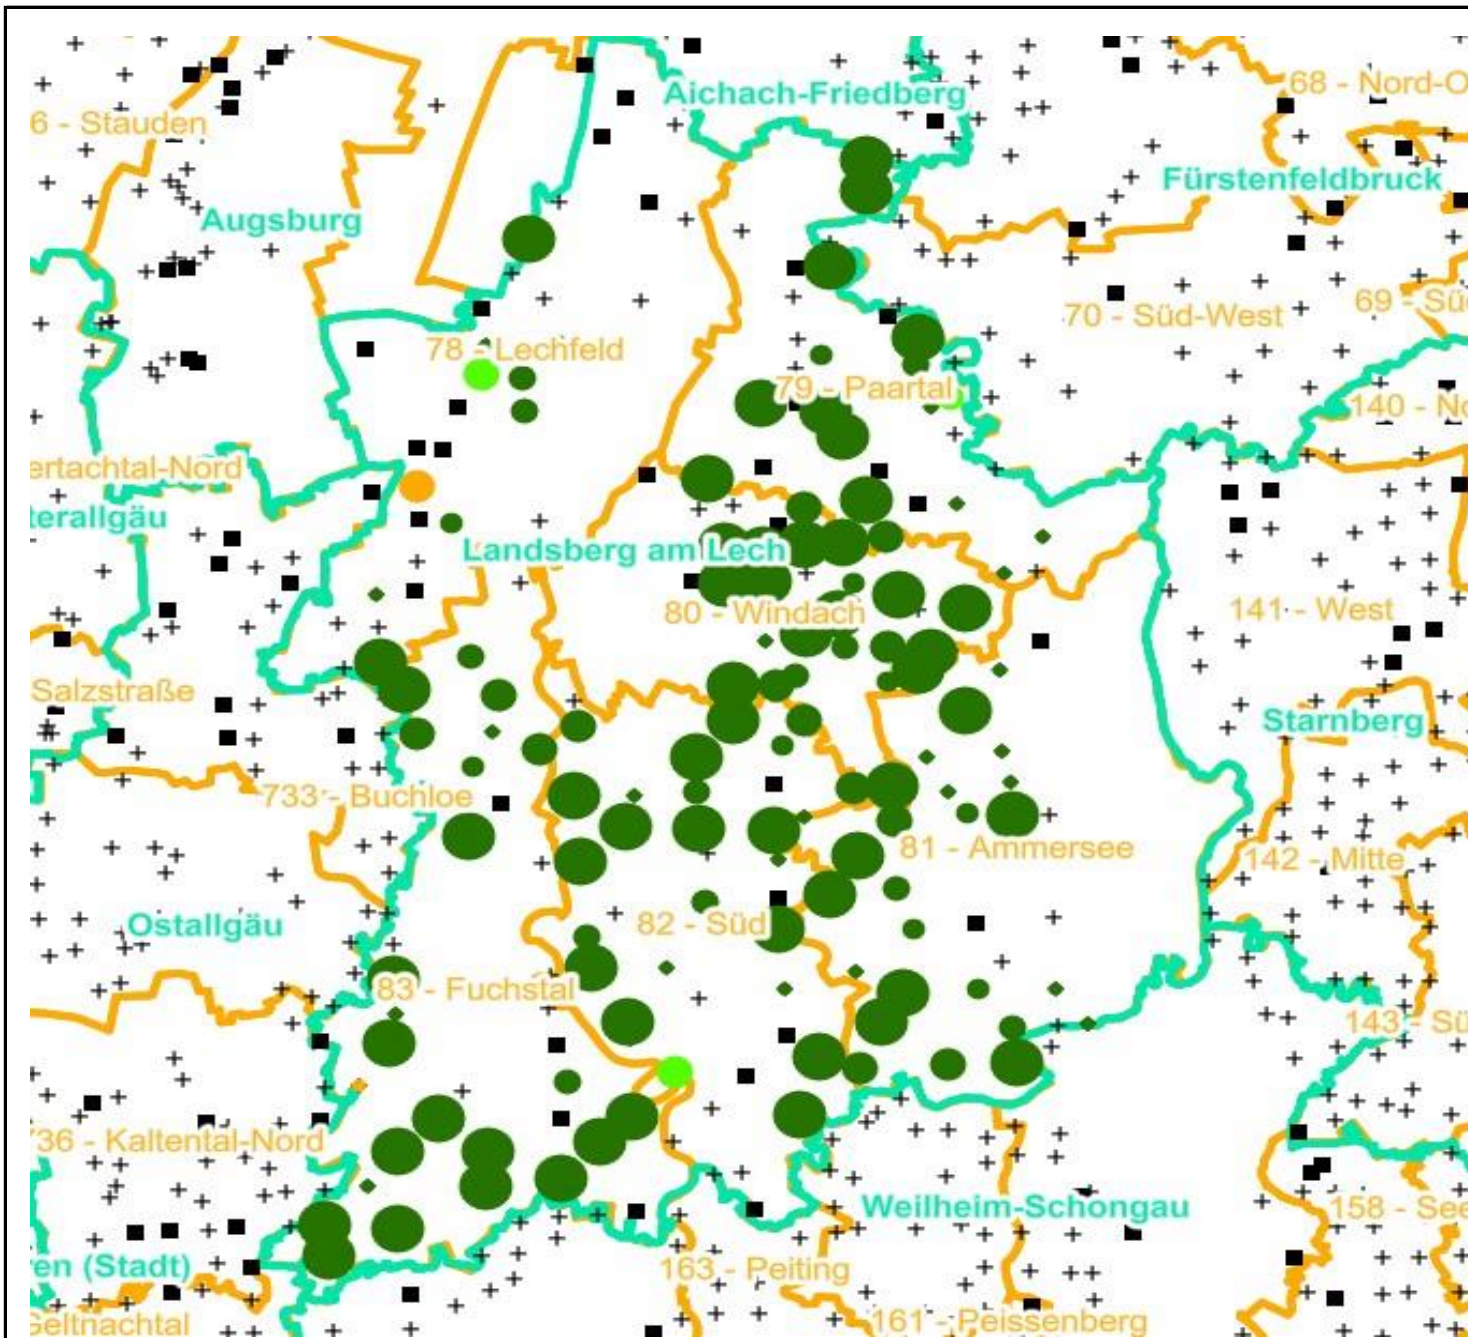 Aichach-Friedberg
68 - Nord-O
6 - Stauden
Fürstenfeldbruck
Augsburg
69 - Sü
70 - Süd-West
78 - Lechfeld
79 - Paartal
140 - No
ertachtal-Nord
terallgäu
Landsberg am Lech
80 - Windach
141 - West
Salzstraße
Starnberg
733 - Buchloe
81 - Ammersee
142 - Mitte
Ostallgäu
82 - Süd
83 - Fuchstal
143 - Sü
736 - Kaltental-Nord
Weilheim-Schongau
158 - See
en (Stadt)
163 - Peiting
Geltnachtal
161 - Peissenberg